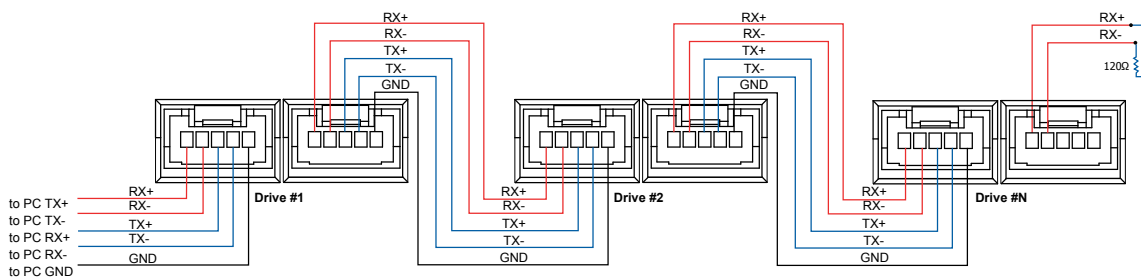 RX+
RX-
TX+
TX-
GND
RX+
RX-
TX+
TX-
GND
RX+
RX-
120Ω
Drive #1
Drive #2
Drive #N
RX+
RX-
TX+
TX-
GND
RX+
RX-
TX+
TX-
GND
to PC TX+
RX+
to PC TX-
RX-
to PC RX+
TX+
to PC RX-
TX-
to PC GND
GND